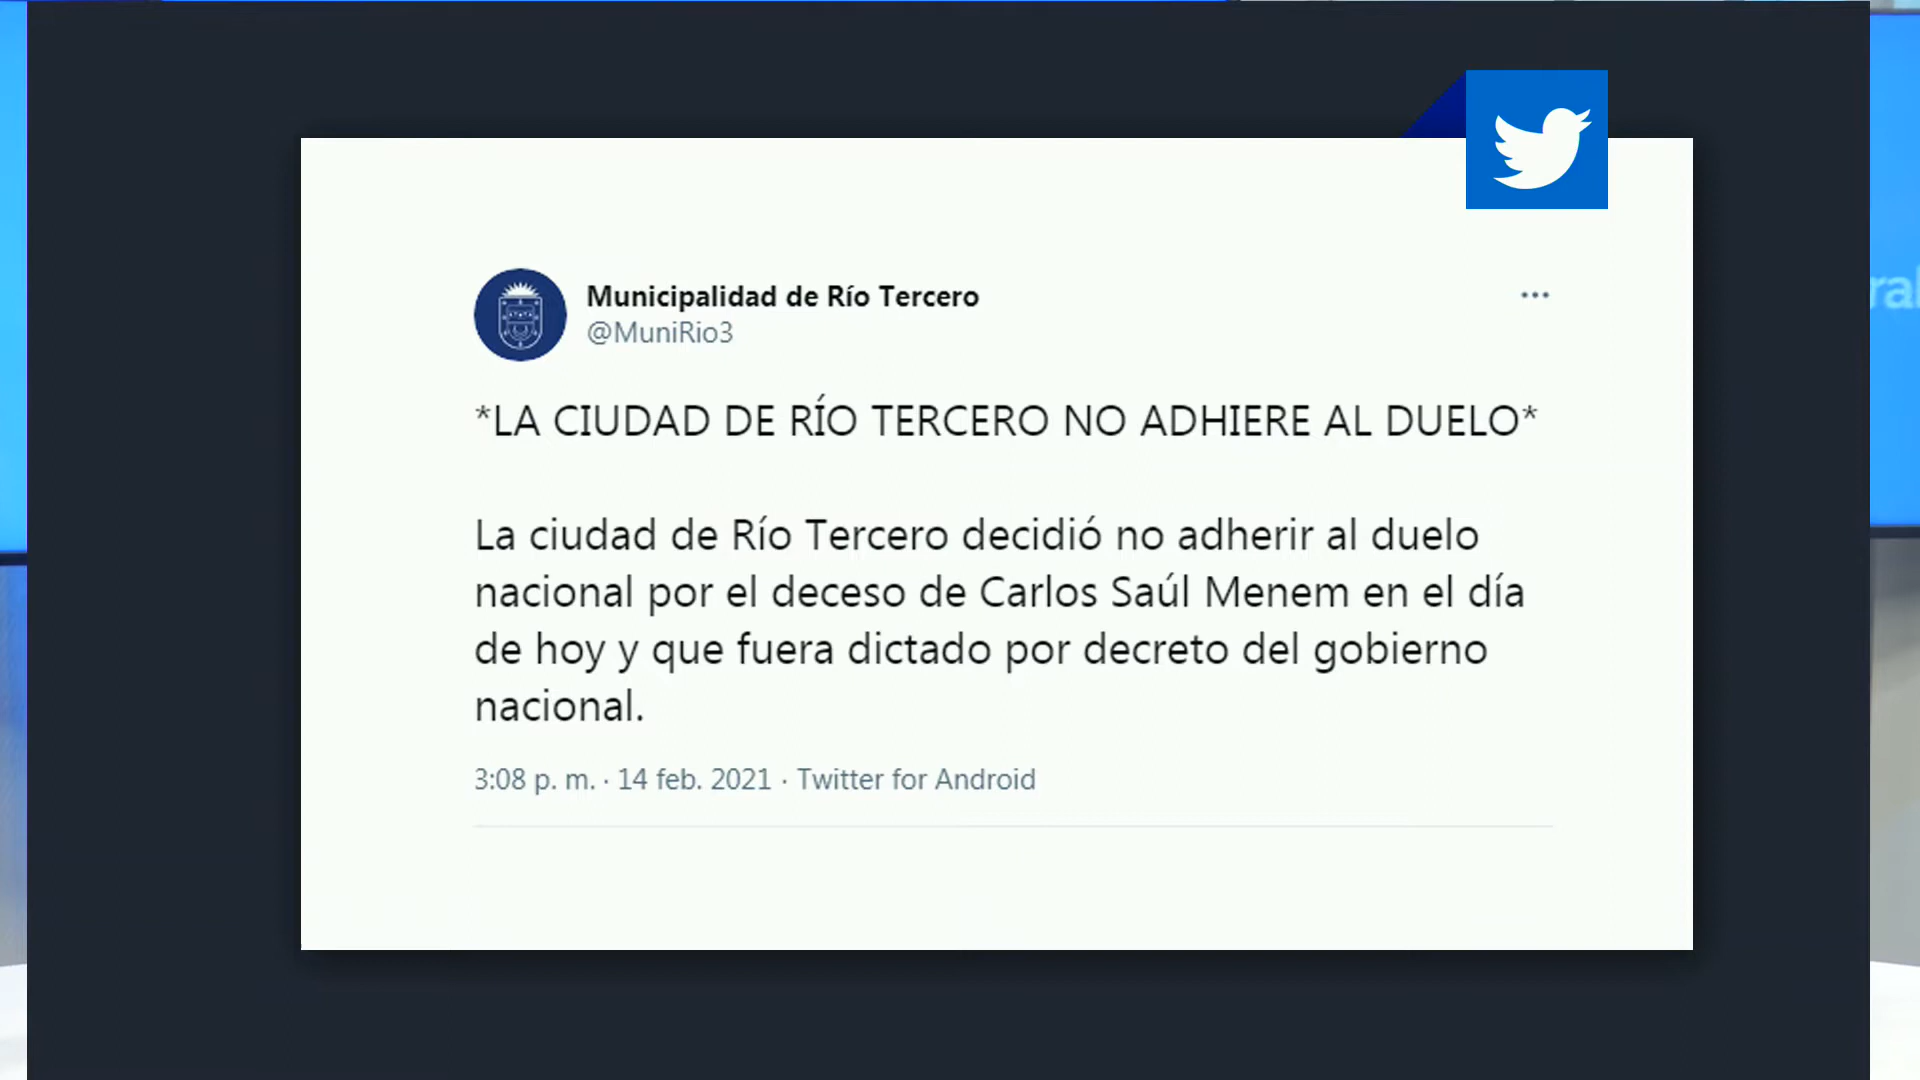 Municipalidad de Río Tercero
@MuniRio3
*LA CIUDAD DE RÍO TERCERO NO ADHIERE AL DUELO*
La ciudad de Río Tercero decidió no adherir al duelo
nacional por el deceso de Carlos Saúl Menem en el día
de hoy y que fuera dictado por decreto del gobierno
nacional.
3:08 p. m. · 14 feb. 2021 · Twitter for Android